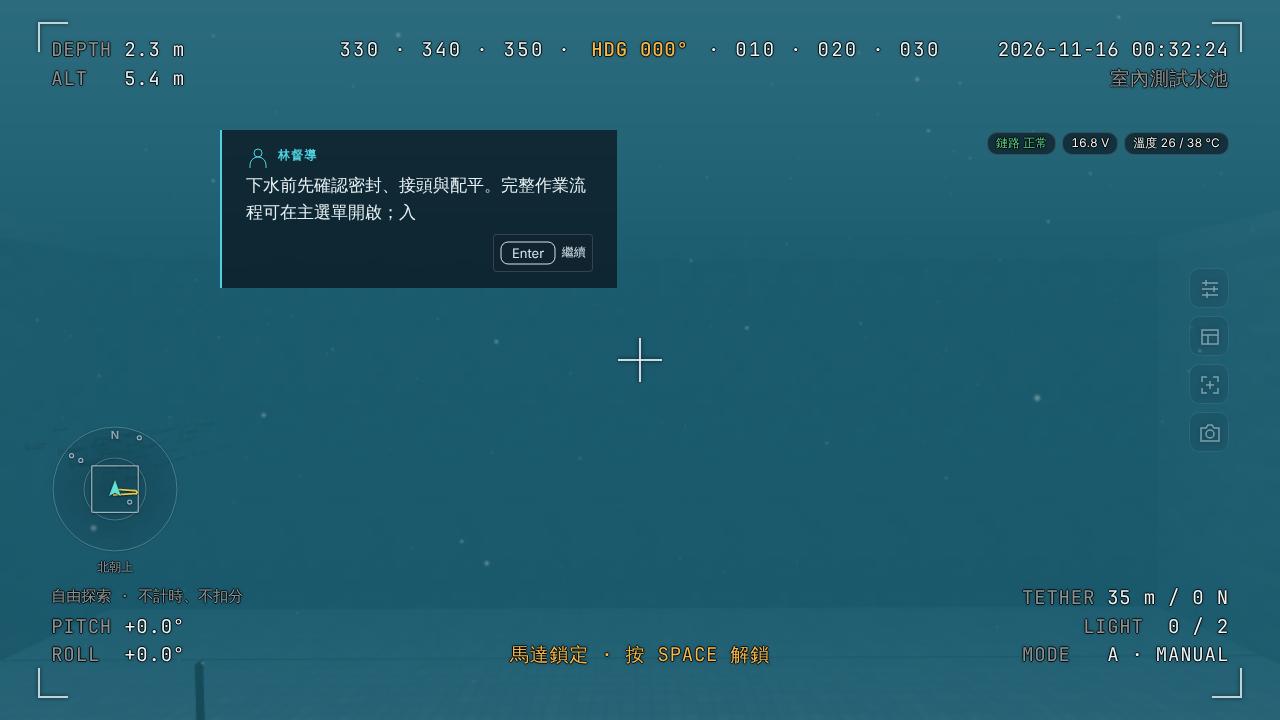 DEPTH 2.3 m
ALT 5.4 m
330 · 340 · 350 · HDG 000° · 010 · 020 · 030
2026-11-16 00:32:24
室內測試水池
鏈路 正常
16.8 V
溫度 26 / 38 °C
林督導
下水前先確認密封、接頭與配平。完整作業流
程可在主選單開啟；入
Enter 繼續
N
北朝上
自由探索 · 不計時、不扣分
PITCH +0.0°
ROLL +0.0°
馬達鎖定 · 按 SPACE 解鎖
TETHER 35 m / 0 N
LIGHT 0 / 2
MODE A · MANUAL